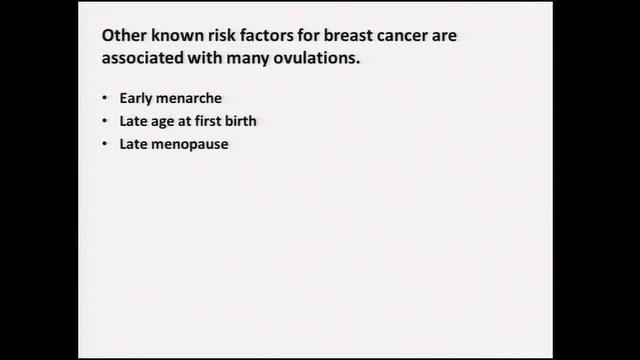 Other known risk factors for breast cancer are
associated with many ovulations.
• Early menarche
• Late age at first birth
• Late menopause